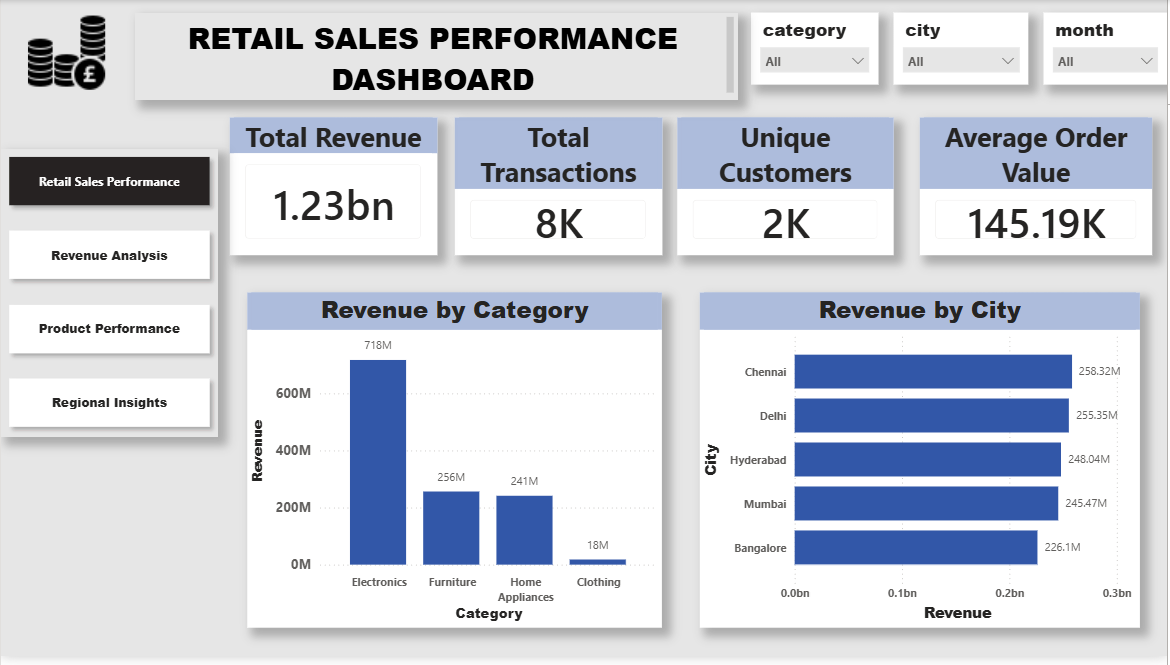 £
RETAIL SALES PERFORMANCE
DASHBOARD
category
All
city
All
month
All
Retail Sales Performance
Revenue Analysis
Product Performance
Regional Insights
Total Revenue
1.23bn
Total
Transactions
8K
Unique
Customers
2K
Average Order
Value
145.19K
Revenue by Category
Revenue
600M
400M
200M
0M
718M
256M
241M
18M
Electronics
Furniture
Home
Appliances
Clothing
Category
Revenue by City
City
Chennai
258.32M
Delhi
255.35M
Hyderabad
248.04M
Mumbai
245.47M
Bangalore
226.1M
0.0bn
0.1bn
0.2bn
0.3bn
Revenue